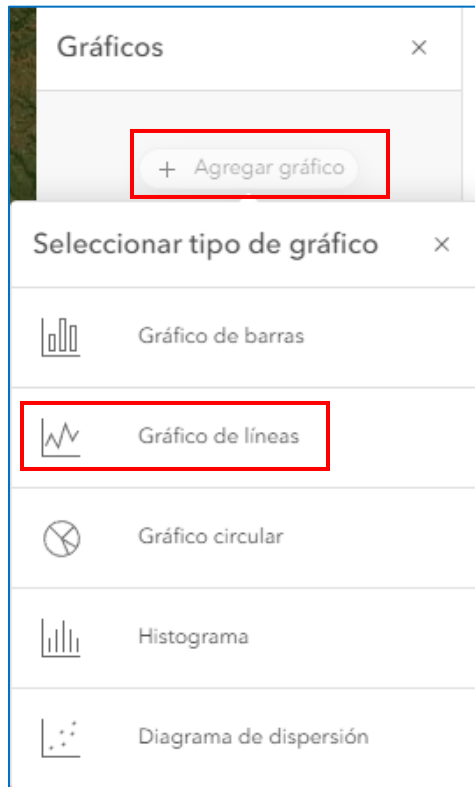 Gráficos
+ Agregar gráfico
Seleccionar tipo de gráfico
Gráfico de barras
Gráfico de líneas
Gráfico circular
Histograma
Diagrama de dispersión